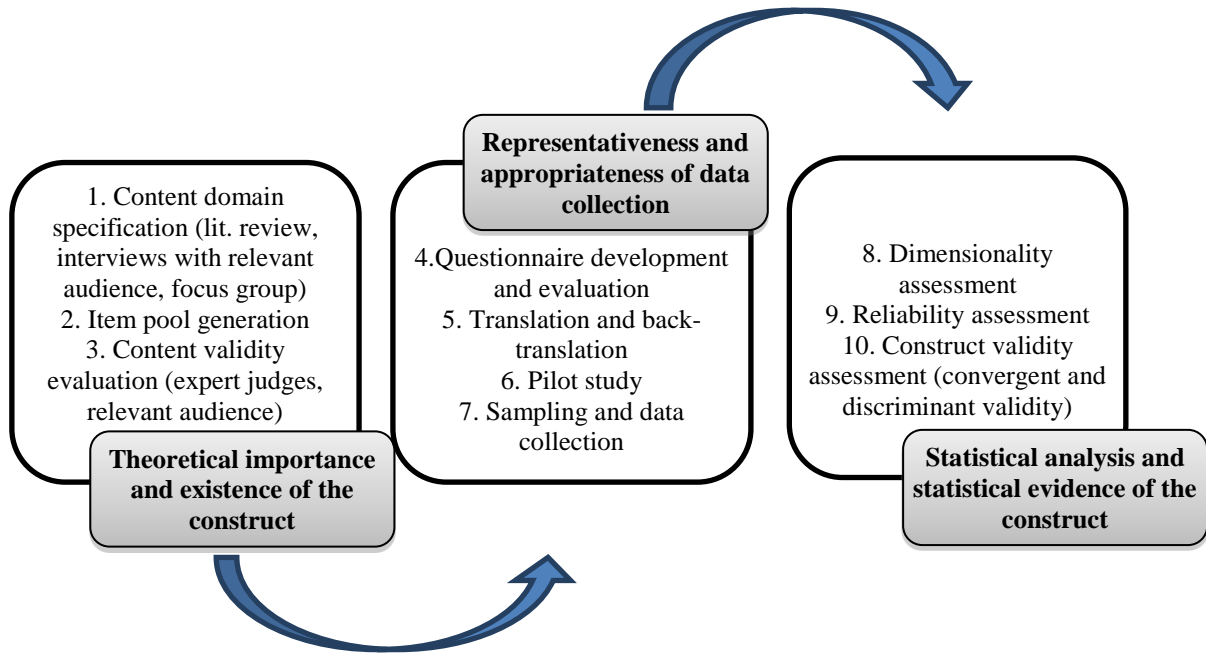 1. Content domain
specification (lit. review,
interviews with relevant
audience, focus group)
2. Item pool generation
3. Content validity
evaluation (expert judges,
relevant audience)
Theoretical importance
and existence of the
construct
Representativeness and
appropriateness of data
collection
4.Questionnaire development
and evaluation
5. Translation and back-
translation
6. Pilot study
7. Sampling and data
collection
8. Dimensionality
assessment
9. Reliability assessment
10. Construct validity
assessment (convergent and
discriminant validity)
Statistical analysis and
statistical evidence of the
construct